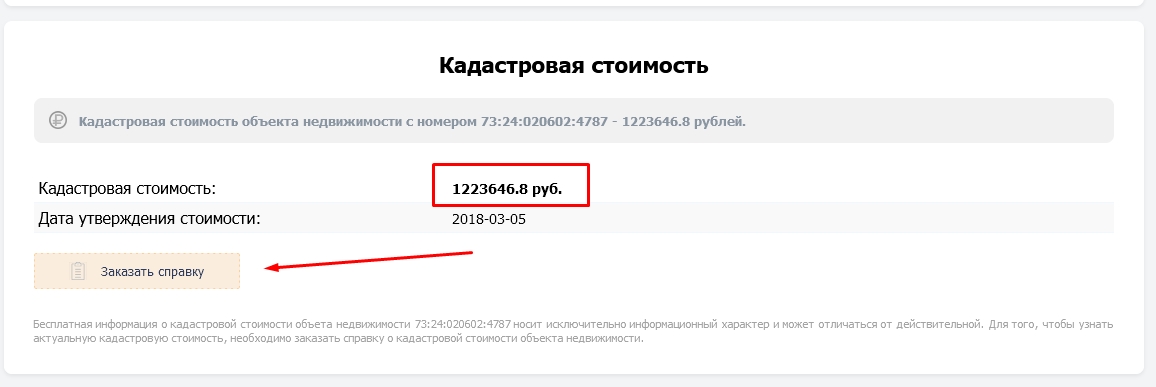 Кадастровая стоимость
Кадастровая стоимость объекта недвижимости с номером 73:24:020602:4787 - 1223646.8 рублей.
Кадастровая стоимость: 1223646.8 руб.
Дата утверждения стоимости: 2018-03-05
Заказать справку
Бесплатная информация о кадастровой стоимости объета недвижимости 73:24:020602:4787 носит исключительно информационный характер и может отличаться от действительной. Для того, чтобы узнать
актуальную кадастровую стоимость, необходимо заказать справку о кадастровой стоимости объекта недвижимости.